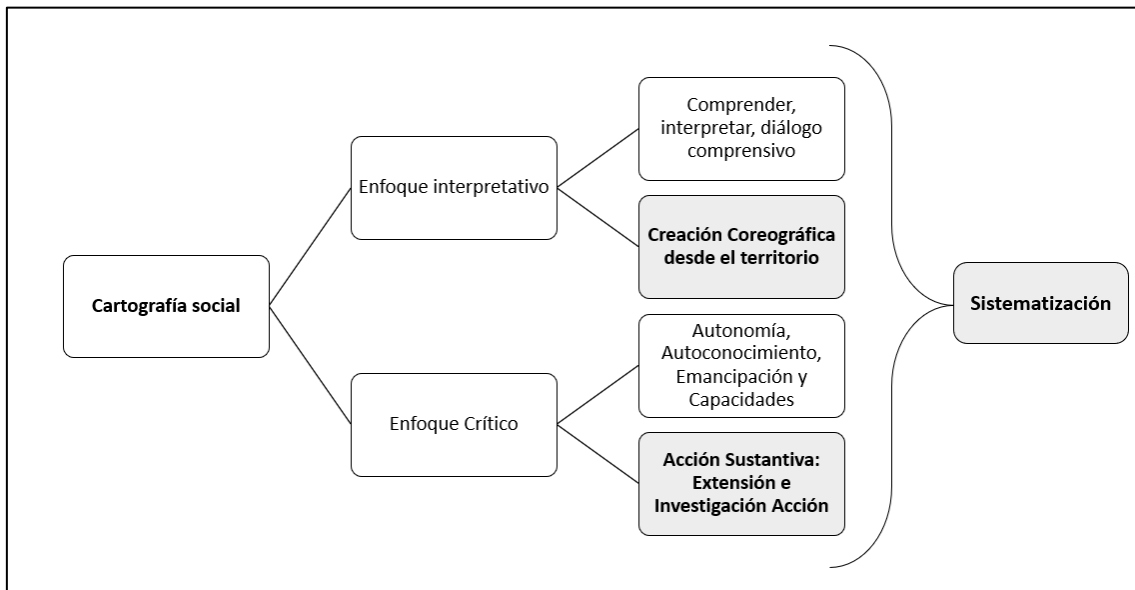 Cartografía social
Enfoque interpretativo
Comprender,
interpretar, diálogo
comprensivo
Creación Coreográfica
desde el territorio
Enfoque Crítico
Autonomía,
Autoconocimiento,
Emancipación y
Capacidades
Acción Sustantiva:
Extensión e
Investigación Acción
Sistematización